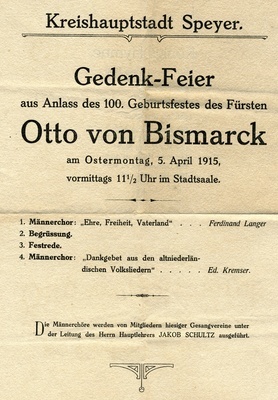 Kreishauptstadt Speyer.
Gedenk-Feier
aus Anlass des 100. Geburtsfestes des Fürsten
Otto von Bismarck
am Ostermontag, 5. April 1915,
vormittags 11 1/2 Uhr im Stadtsaale.
1. Männerchor: „Ehre, Freiheit, Vaterland“ . . . Ferdinand Langer
2. Begrüssung.
3. Festrede.
4. Männerchor: „Dankgebet aus den altniederlän-
dischen Volksliedern“ . . . . . Ed. Kremser.
Die Männerchöre werden von Mitgliedern hiesiger Gesangvereine unter
der Leitung des Herrn Hauptlehrers JAKOB SCHULTZ ausgeführt.